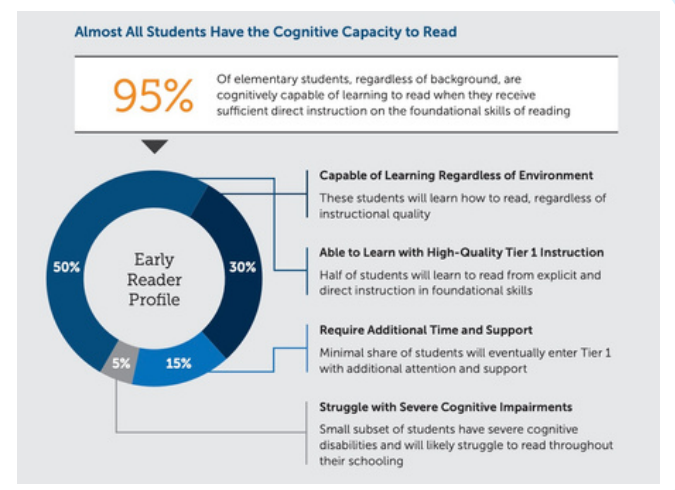 Almost All Students Have the Cognitive Capacity to Read
95%
Of elementary students, regardless of background, are
cognitively capable of learning to read when they receive
sufficient direct instruction on the foundational skills of reading
Early
Reader
Profile
50%
30%
5%
15%
Capable of Learning Regardless of Environment
These students will learn how to read, regardless of
instructional quality
Able to Learn with High-Quality Tier 1 Instruction
Half of students will learn to read from explicit and
direct instruction in foundational skills
Require Additional Time and Support
Minimal share of students will eventually enter Tier 1
with additional attention and support
Struggle with Severe Cognitive Impairments
Small subset of students have severe cognitive
disabilities and will likely struggle to read throughout
their schooling